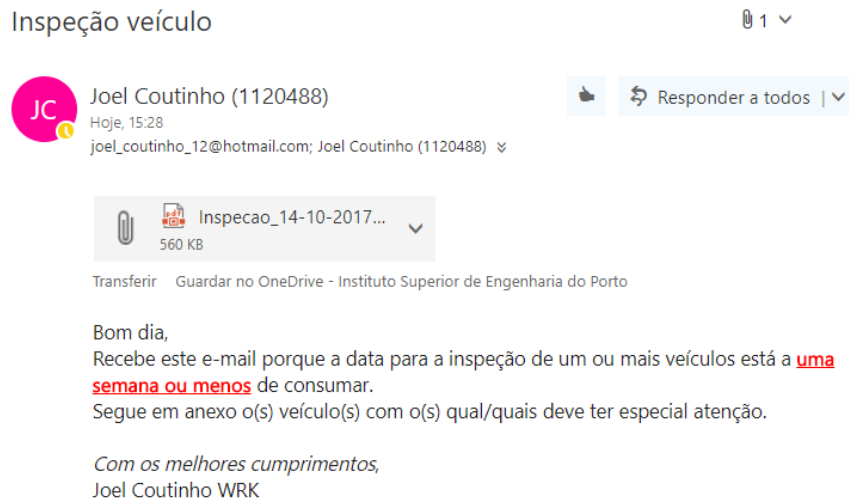 Inspeção veículo
1
JC
Joel Coutinho (1120488)
Responder a todos
Hoje, 15:28
joel_coutinho_12@hotmail.com; Joel Coutinho (1120488)
pdf
Inspecao_14-10-2017...
560 KB
Transferir Guardar no OneDrive - Instituto Superior de Engenharia do Porto
Bom dia,
Recebe este e-mail porque a data para a inspeção de um ou mais veículos está a uma
semana ou menos de consumar.
Segue em anexo o(s) veículo(s) com o(s) qual/quais deve ter especial atenção.
Com os melhores cumprimentos,
Joel Coutinho WRK